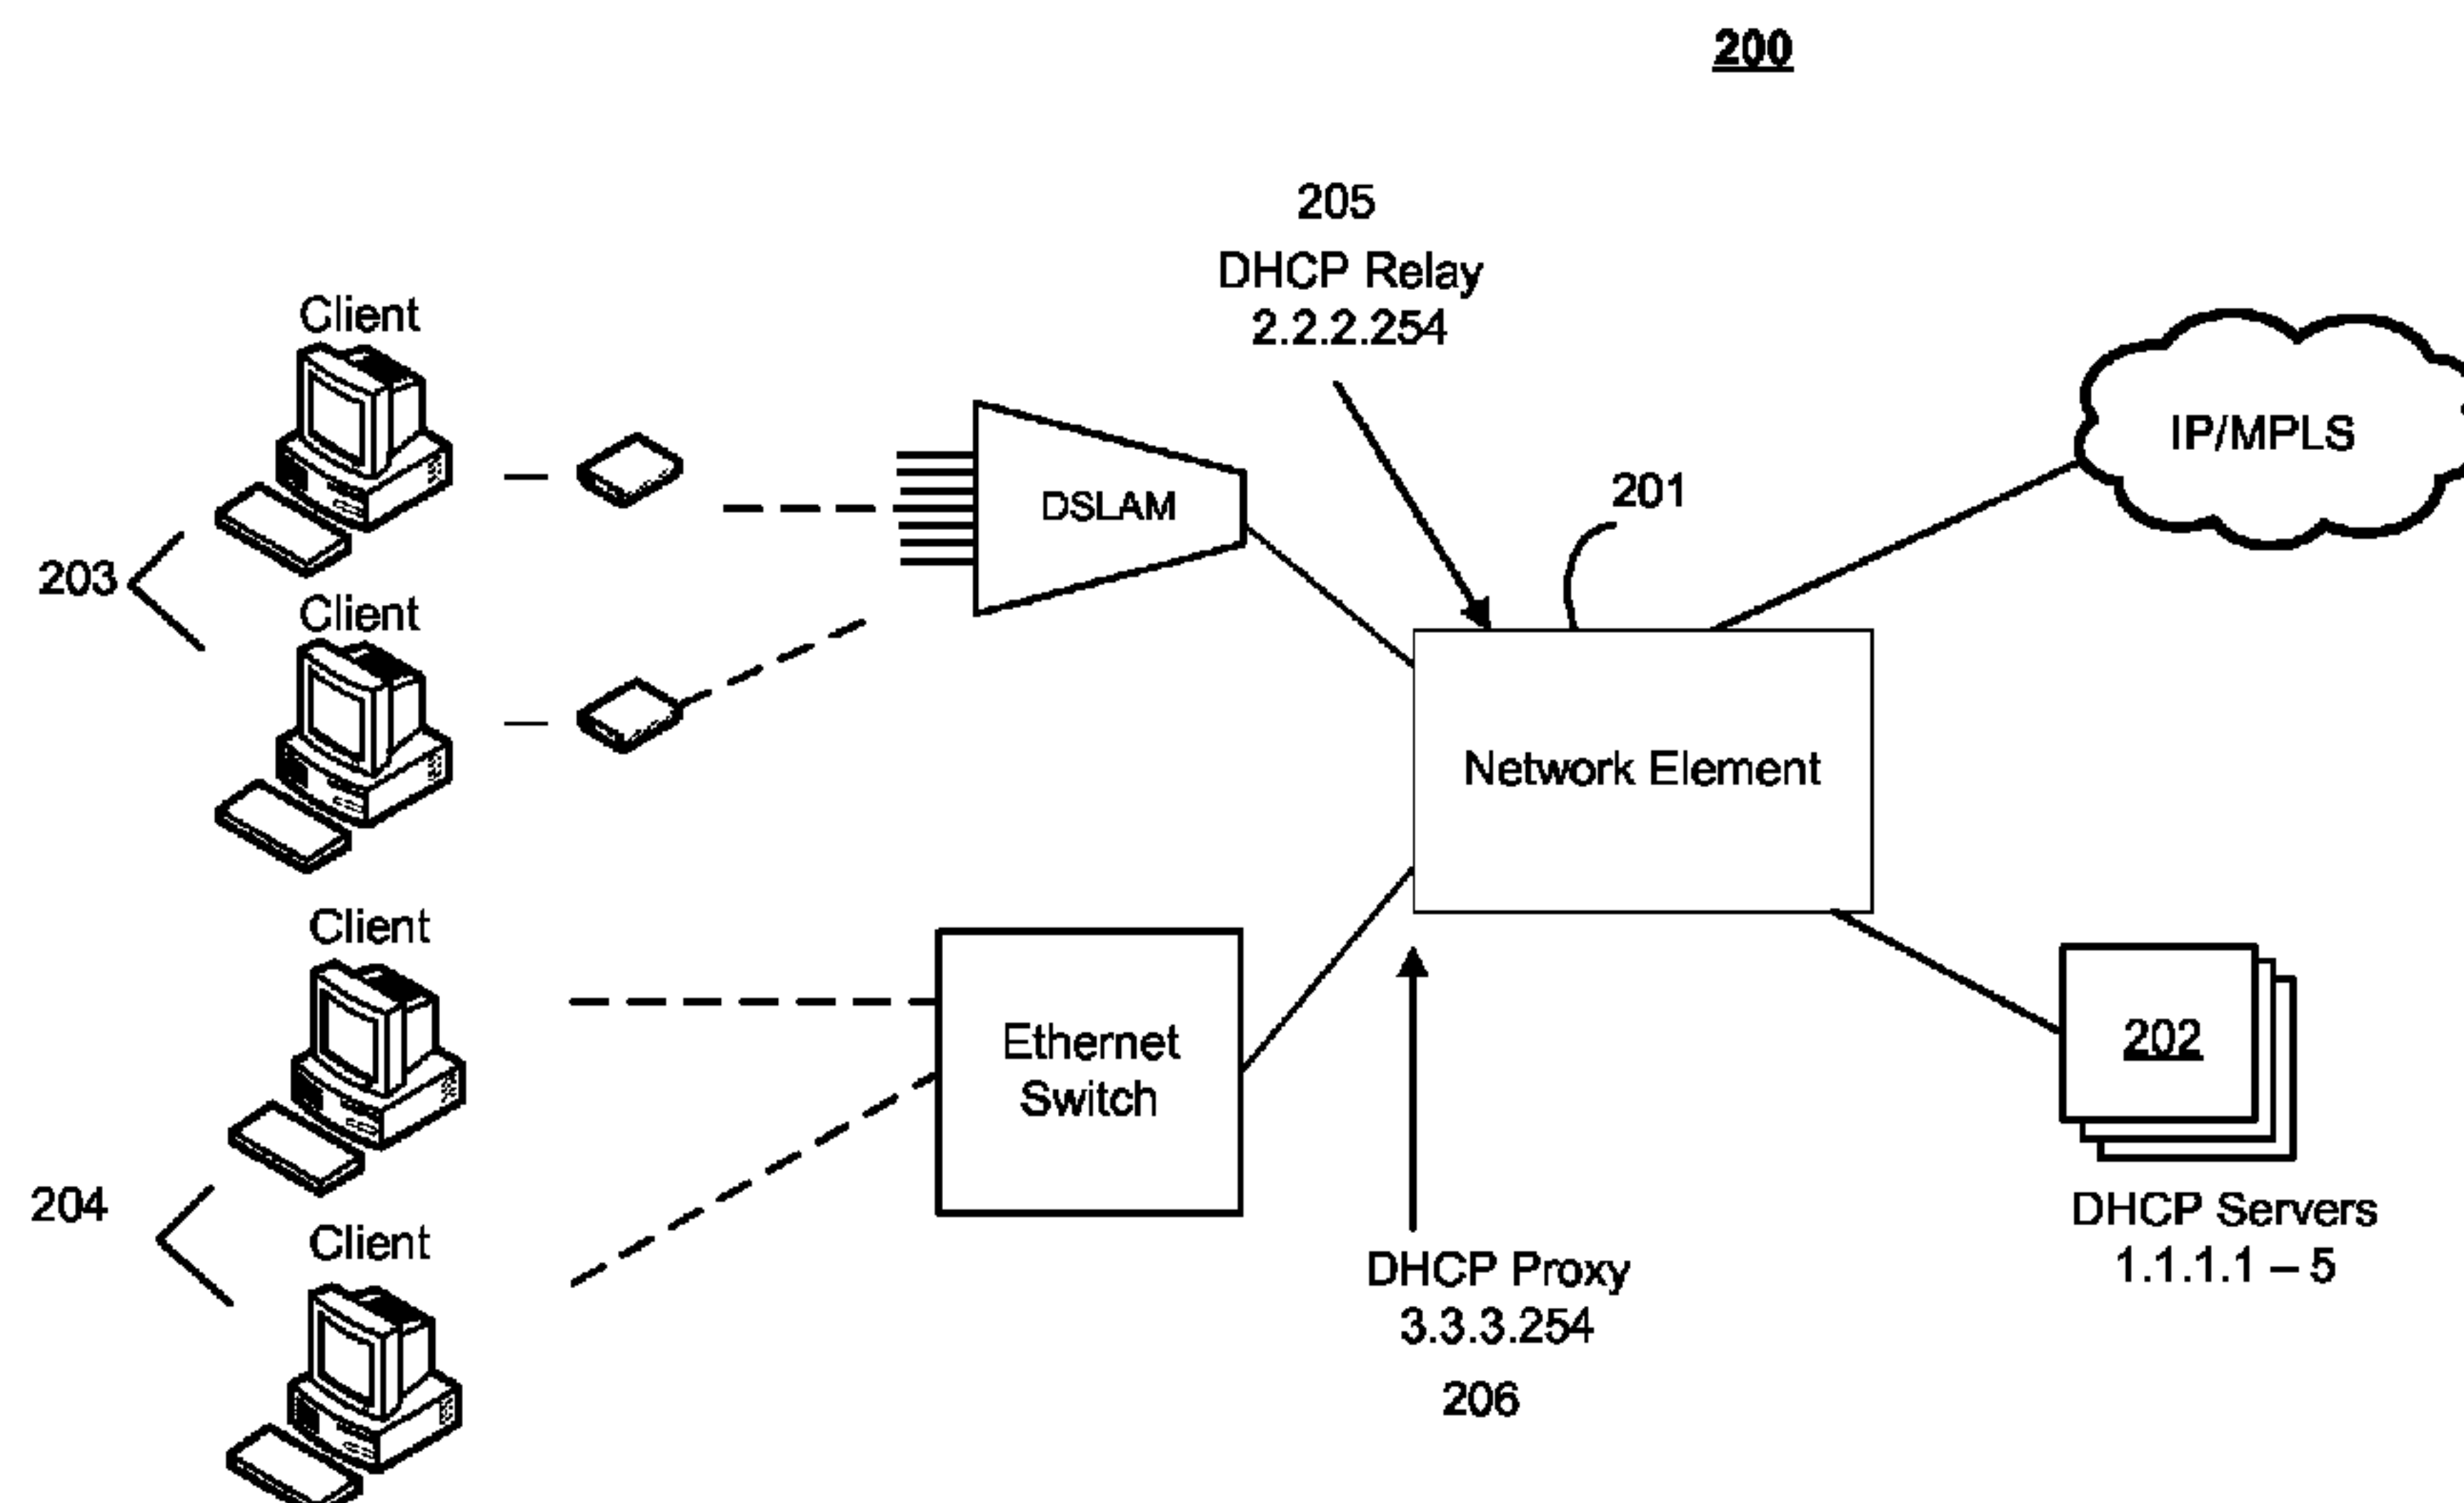 200
205
DHCP Relay
2.2.2.254
Client
IP/MPLS
DSLAM
201
203
Client
Network Element
Client
Ethernet
Switch
202
204
Client
DHCP Servers
1.1.1.1 – 5
DHCP Proxy
3.3.3.254
206